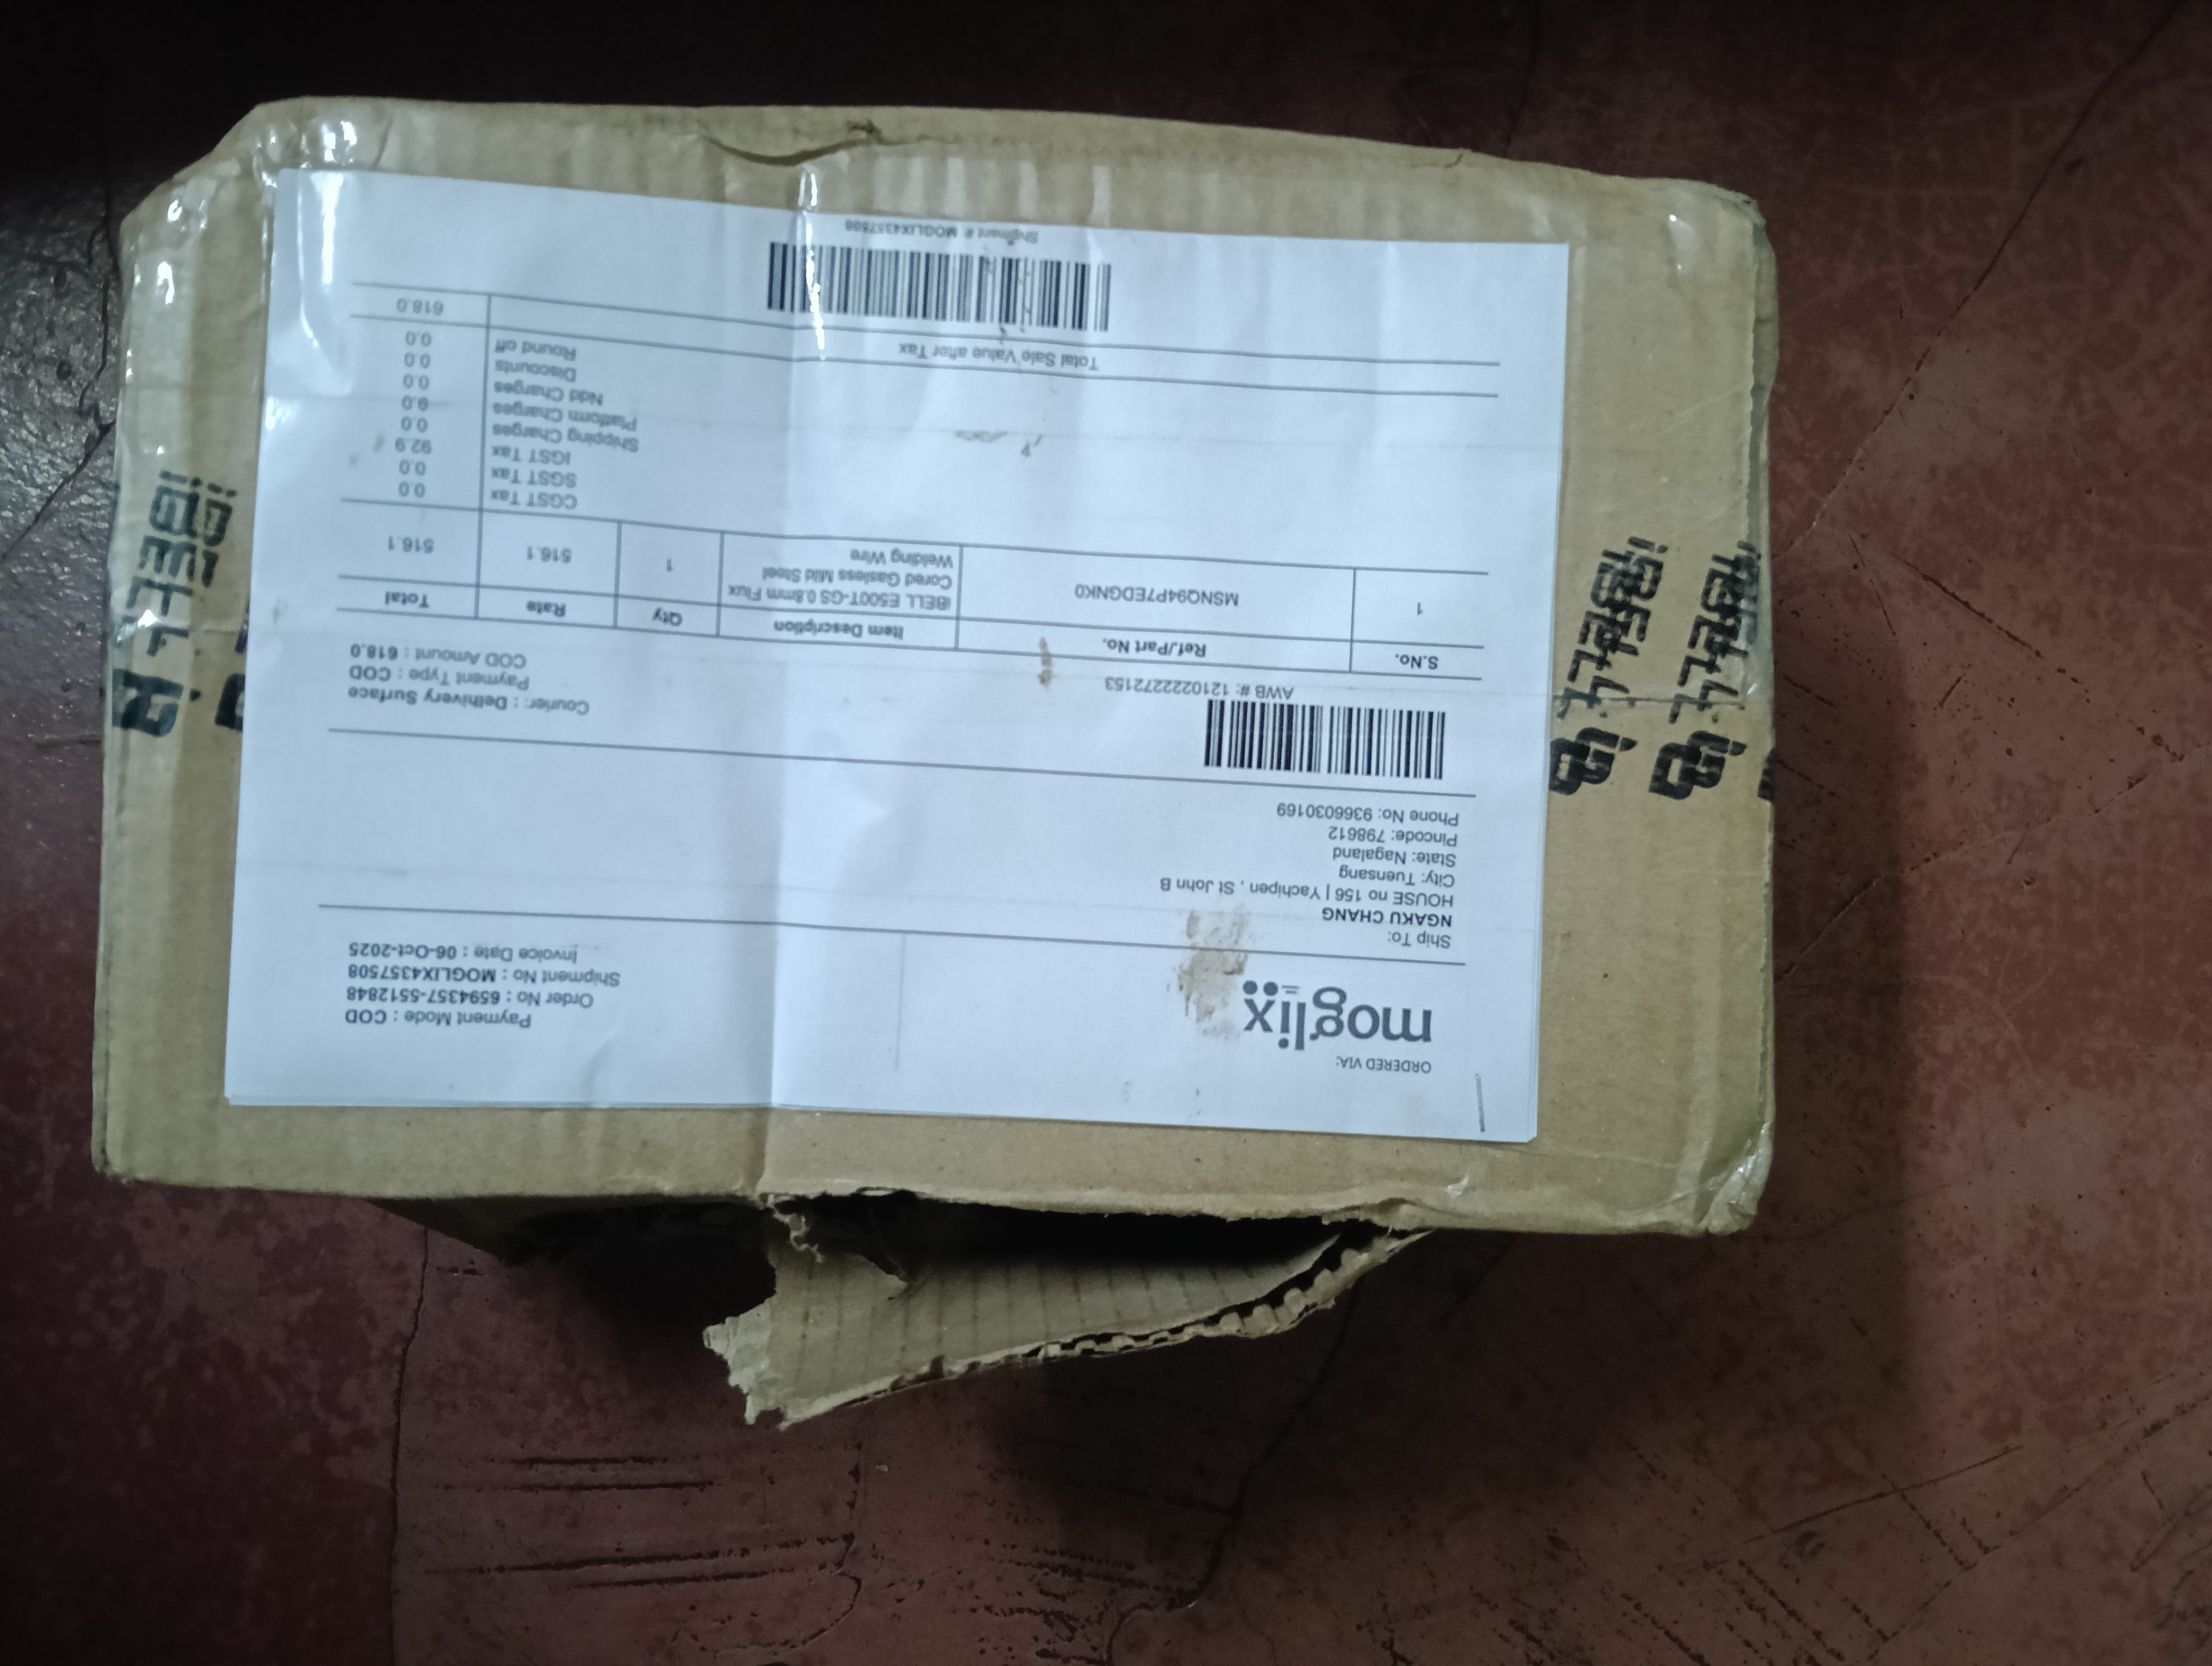 ORDERED VIA:
moglix
Payment Mode : COD
Order No : 6594357-5512848
Shipment No : MOGLIX4357508
Invoice Date : 06-Oct-2025
Ship To:
NGAKU CHANG
HOUSE no 156 | Yachipen , St John B
City: Tuensang
State: Nagaland
Pincode: 798612
Phone No: 9366030169
AWB #: 1210222272153
Courier: : Delhivery Surface
Payment Type : COD
COD Amount : 618.0
S.No. Ref./Part No. Item Description Qty Rate Total
1 MSNQ94P7EDGNK0 iBELL E500T-GS 0.8mm Flux 1 516.1 516.1
Cored Gasless Mild Steel
Welding Wire
CGST Tax 0.0
SGST Tax 0.0
IGST Tax 92.9
Shipping Charges 0.0
Platform Charges 9.0
Ndd Charges 0.0
Discounts 0.0
Round off 0.0
Total Sale Value after Tax 618.0
Shipment #: MOGLIX4357508